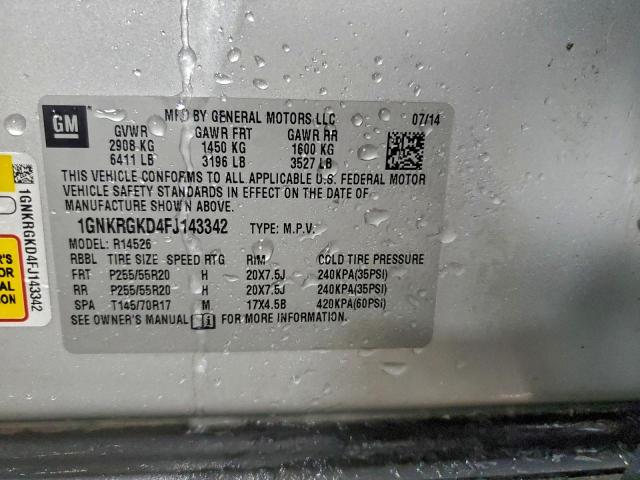 GM
MFD BY GENERAL MOTORS LLC 07/14
GVWR GAWR FRT GAWR RR
2908 KG 1450 KG 1600 KG
6411 LB 3196 LB 3527 LB
THIS VEHICLE CONFORMS TO ALL APPLICABLE U.S. FEDERAL MOTOR
VEHICLE SAFETY STANDARDS IN EFFECT ON THE DATE OF
MANUFACTURE SHOWN ABOVE.
1GNKRGKD4FJ143342 TYPE: M.P.V.
MODEL: R14526
RBBL TIRE SIZE SPEED RTG RIM COLD TIRE PRESSURE
FRT P255/55R20 H 20X7.5J 240KPA(35PSI)
RR P255/55R20 H 20X7.5J 240KPA(35PSI)
SPA T145/70R17 M 17X4.5B 420KPA(60PSI)
SEE OWNER'S MANUAL FOR MORE INFORMATION.
1GNKRGKD4FJ143342